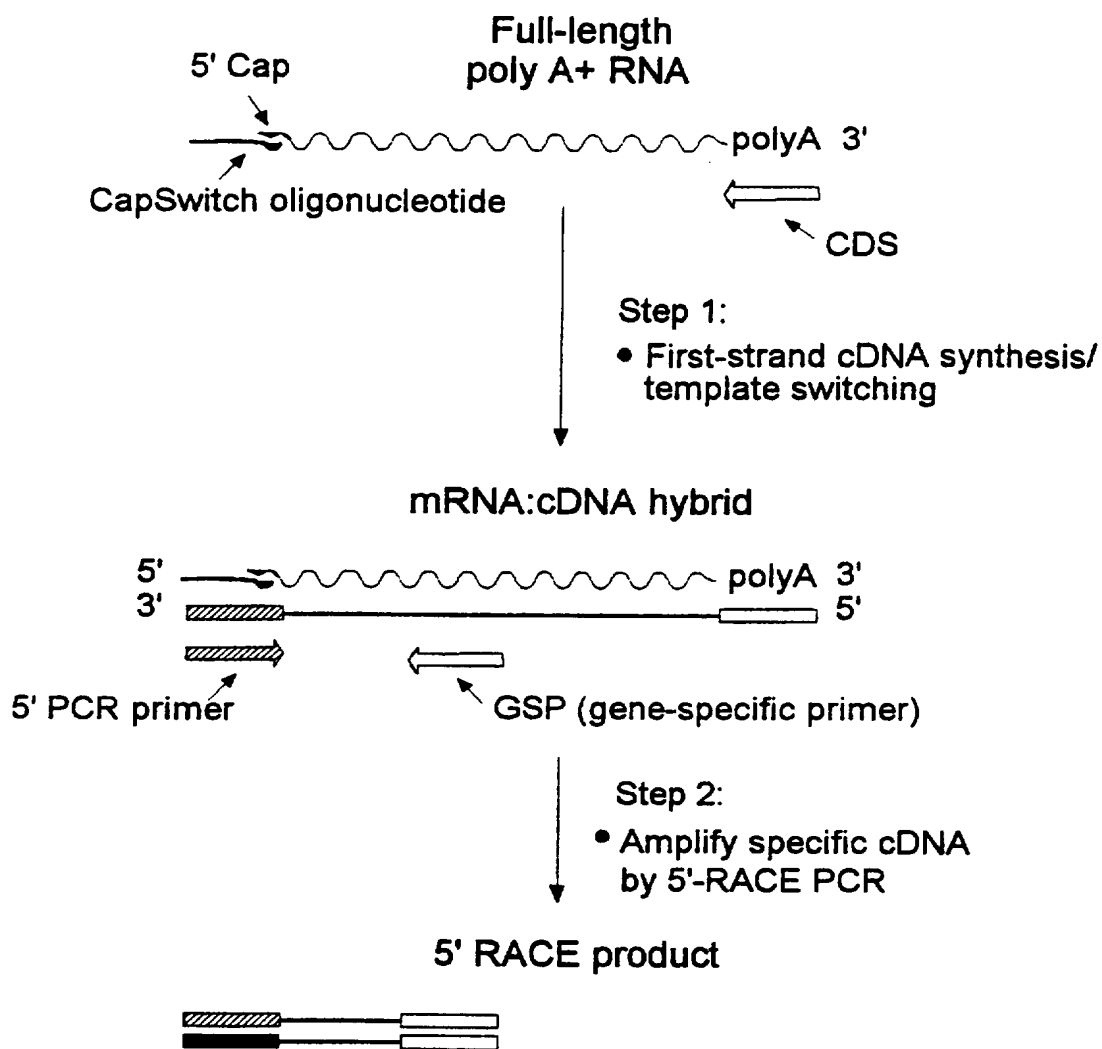 Full-length
poly A+ RNA
5' Cap
polyA 3'
CapSwitch oligonucleotide
CDS
Step 1:
• First-strand cDNA synthesis/
template switching
mRNA:cDNA hybrid
5'
polyA 3'
3'
5'
5' PCR primer
GSP (gene-specific primer)
Step 2:
• Amplify specific cDNA
by 5'-RACE PCR
5' RACE product